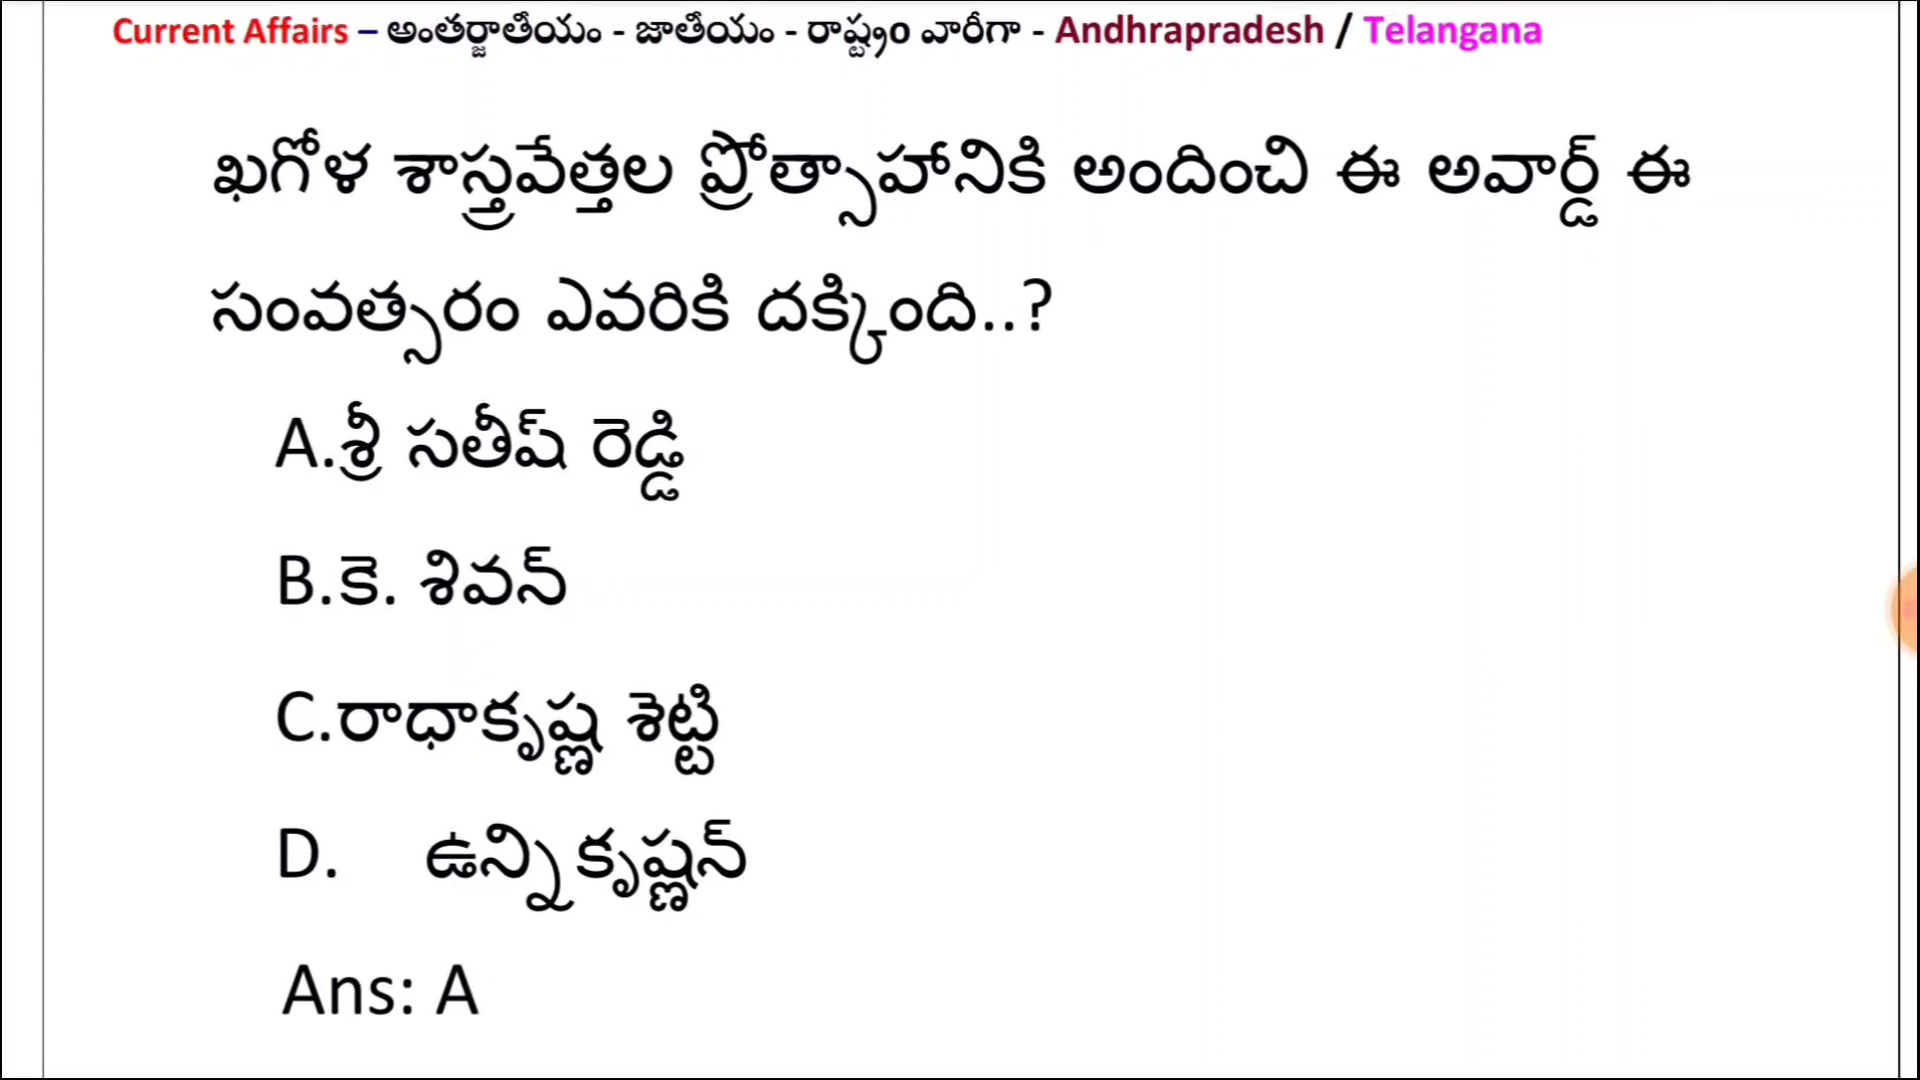 Current Affairs – అంతర్జాతీయం - జాతీయం - రాష్ట్రంo వారీగా - Andhrapradesh / Telangana
ఖగోళ శాస్త్రవేత్తల ప్రోత్సాహానికి అందించి ఈ అవార్డ్ ఈ
సంవత్సరం ఎవరికి దక్కింది..?
A.శ్రీ సతీష్ రెడ్డి
B.కె. శివన్
C.రాధాకృష్ణ శెట్టి
D. ఉన్నికృష్ణన్
Ans: A